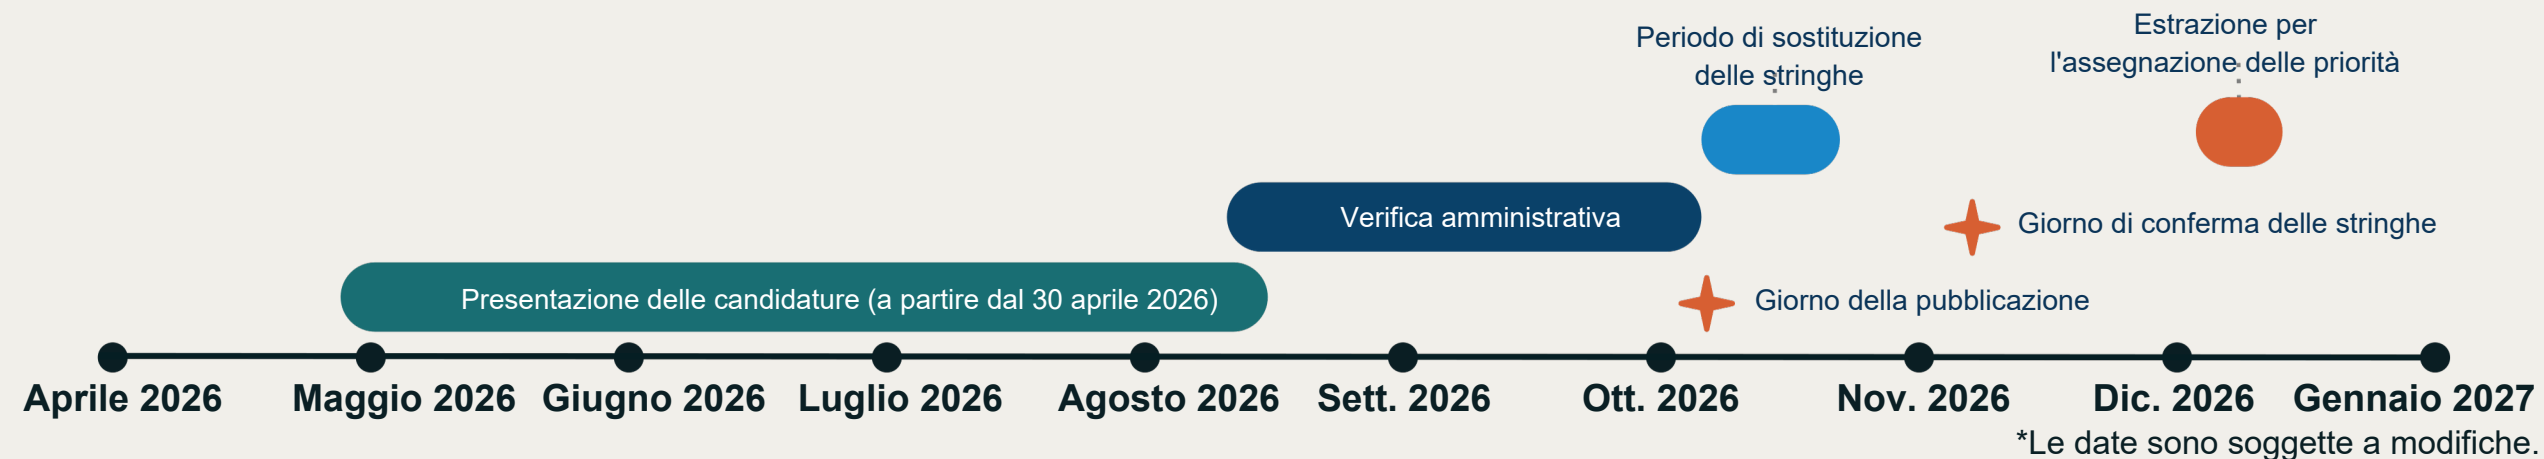 Periodo di sostituzione
delle stringhe
Estrazione per
l'assegnazione delle priorità
Verifica amministrativa
Giorno di conferma delle stringhe
Presentazione delle candidature (a partire dal 30 aprile 2026)
Giorno della pubblicazione
Aprile 2026
Maggio 2026
Giugno 2026
Luglio 2026
Agosto 2026
Sett. 2026
Ott. 2026
Nov. 2026
Dic. 2026
Gennaio 2027
*Le date sono soggette a modifiche.